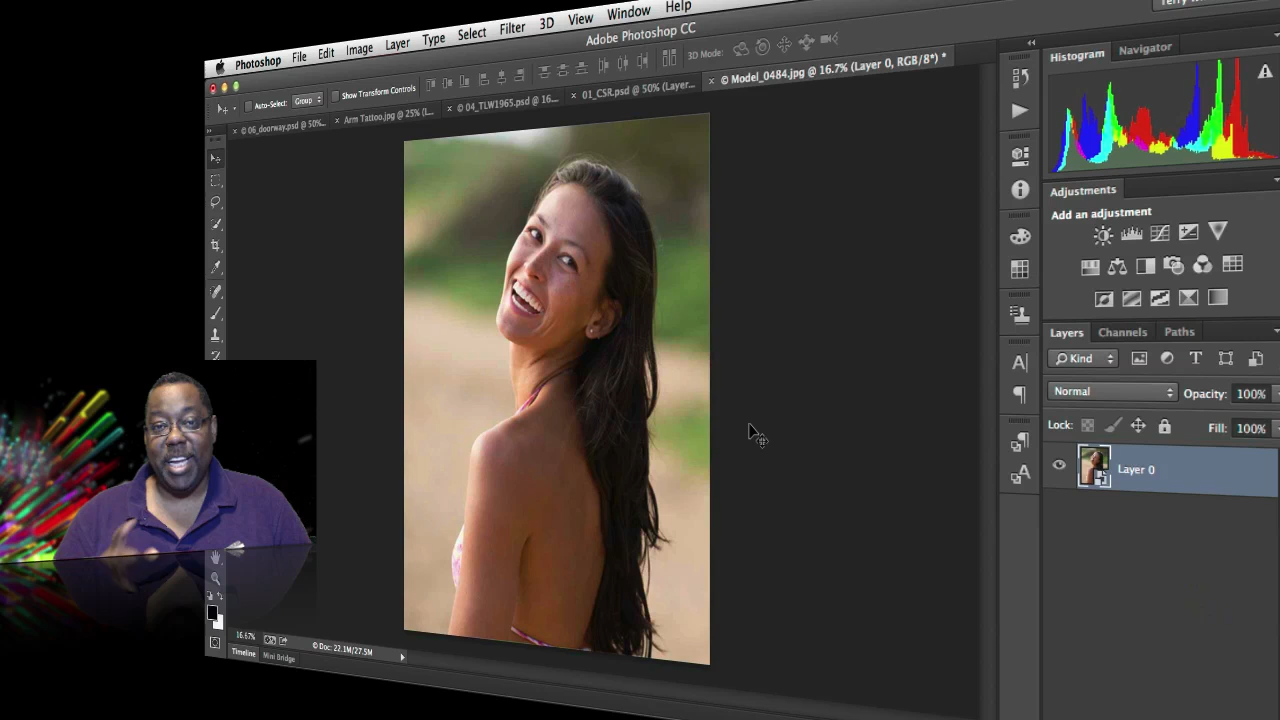 Photoshop File Edit Image Layer Type Select Filter 3D View Window Help
Adobe Photoshop CC
Auto-Select: Group Show Transform Controls 3D Mode:
× © 06_doorway.psd @ 50%... × Arm Tattoo.jpg @ 25% (L... × © 04_TLW1965.psd @ 16... × 01_CSR.psd @ 50% (Layer... × © Model_0484.jpg @ 16.7% (Layer 0, RGB/8*) *
Histogram Navigator
Adjustments
Add an adjustment
Layers Channels Paths
Kind
Normal Opacity: 100%
Lock: Fill: 100%
Layer 0
16.67% © Doc: 22.1M/27.5M
Timeline Mini Bridge